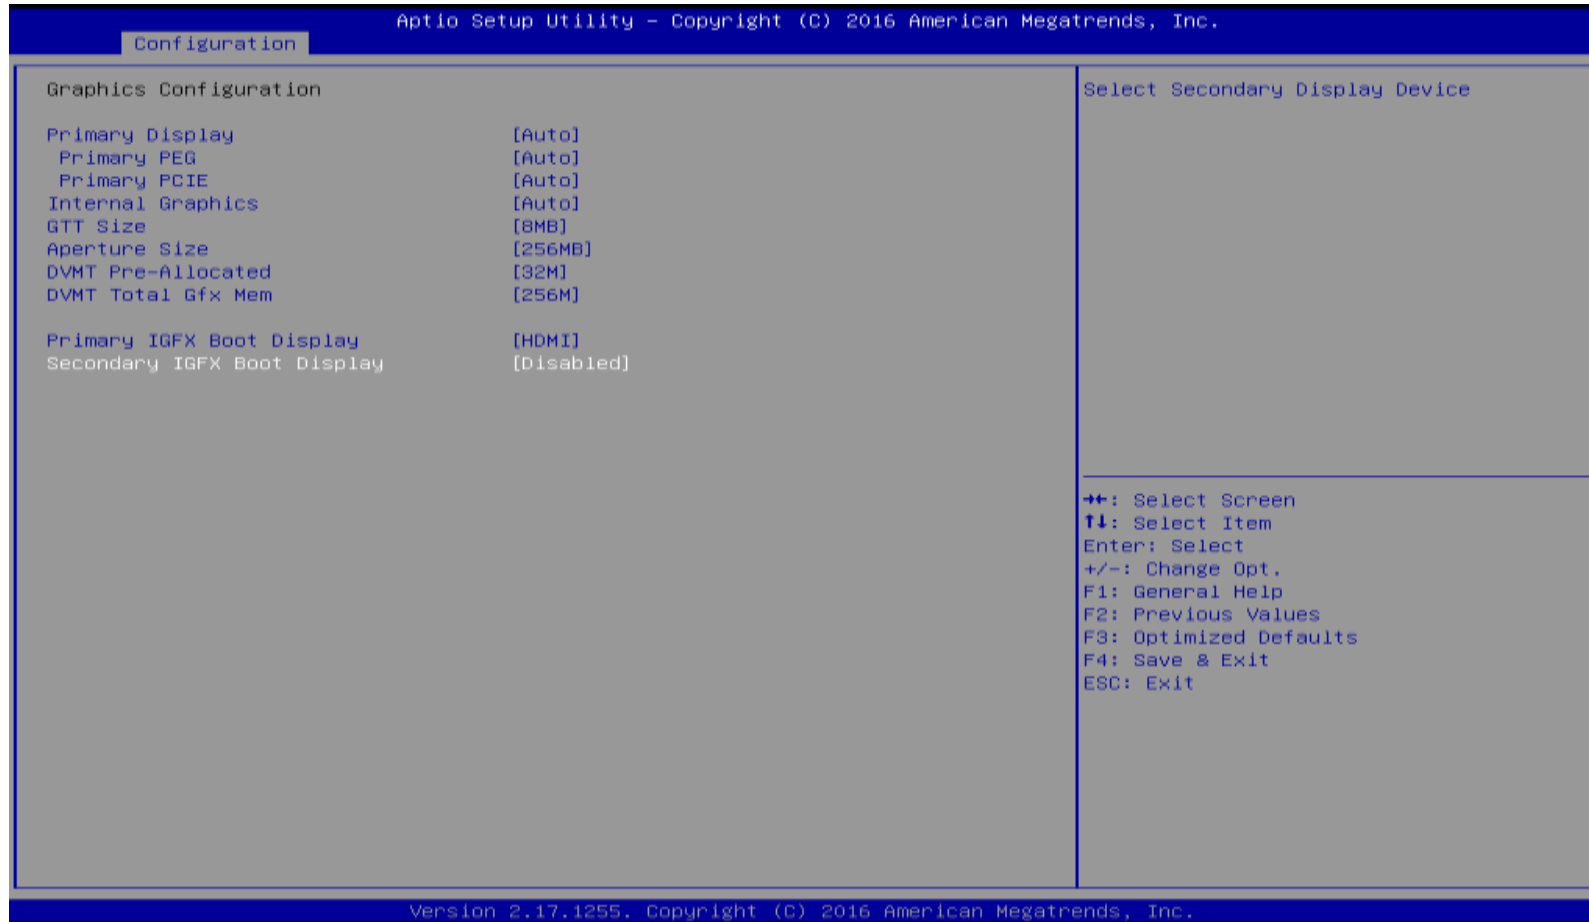 Aptio Setup Utility – Copyright (C) 2016 American Megatrends, Inc.
Configuration
Graphics Configuration
Primary Display [Auto]
Primary PEG [Auto]
Primary PCIE [Auto]
Internal Graphics [Auto]
GTT Size [8MB]
Aperture Size [256MB]
DVMT Pre-Allocated [32M]
DVMT Total Gfx Mem [256M]
Primary IGFX Boot Display [HDMI]
Secondary IGFX Boot Display [Disabled]
Select Secondary Display Device
→←: Select Screen
↑↓: Select Item
Enter: Select
+/-: Change Opt.
F1: General Help
F2: Previous Values
F3: Optimized Defaults
F4: Save & Exit
ESC: Exit
Version 2.17.1255. Copyright (C) 2016 American Megatrends, Inc.